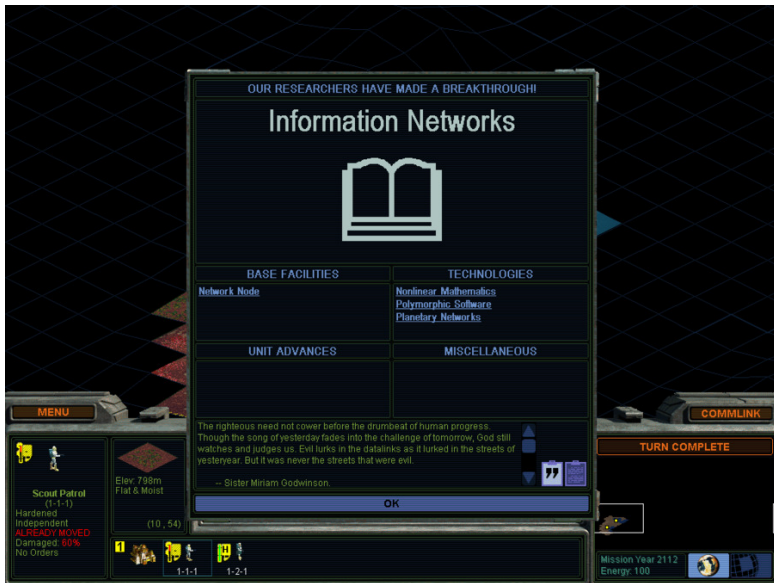 OUR RESEARCHERS HAVE MADE A BREAKTHROUGH!
Information Networks
BASE FACILITIES
TECHNOLOGIES
Network Node
Nonlinear Mathematics
Polymorphic Software
Planetary Networks
UNIT ADVANCES
MISCELLANEOUS
The righteous need not cower before the drumbeat of human progress.
Though the song of yesterday fades into the challenge of tomorrow, God still
watches and judges us. Evil lurks in the datalinks as it lurked in the streets of
yesteryear. But it was never the streets that were evil.
-- Sister Miriam Godwinson.
OK
MENU
COMMLINK
TURN COMPLETE
Scout Patrol
(1-1-1)
Hardened
Independent
ALREADY MOVED
Damaged: 60%
No Orders
Elev: 798m
Flat & Moist
(10 , 54)
1
H
1-1-1
1-2-1
Mission Year 2112
Energy: 100